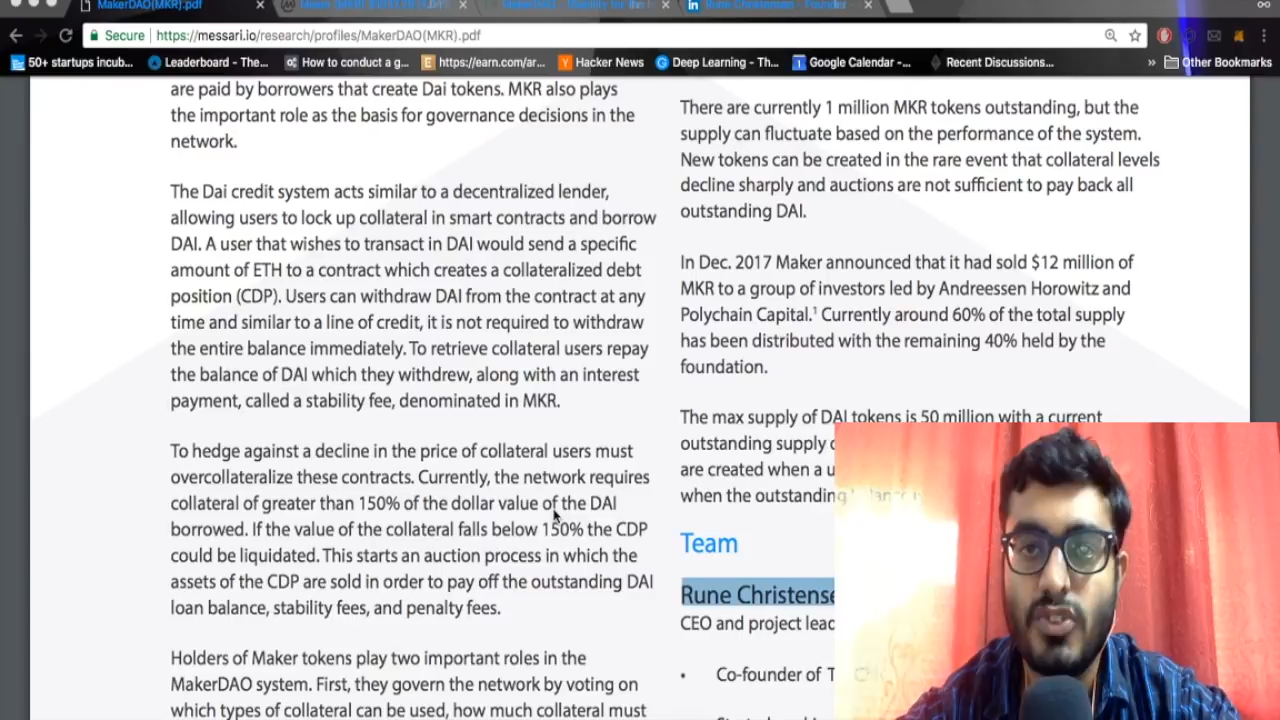 MakerDAO(MKR).pdf
Rune Christensen - Founder
Secure
https://messari.io/research/profiles/MakerDAO(MKR).pdf
50+ startups incub...
Leaderboard - The...
How to conduct a g...
https://earn.com/ar...
Hacker News
Deep Learning - Th...
Google Calendar -...
Recent Discussions...
»
Other Bookmarks
are paid by borrowers that create Dai tokens. MKR also plays
the important role as the basis for governance decisions in the
network.
The Dai credit system acts similar to a decentralized lender,
allowing users to lock up collateral in smart contracts and borrow
DAI. A user that wishes to transact in DAI would send a specific
amount of ETH to a contract which creates a collateralized debt
position (CDP). Users can withdraw DAI from the contract at any
time and similar to a line of credit, it is not required to withdraw
the entire balance immediately. To retrieve collateral users repay
the balance of DAI which they withdrew, along with an interest
payment, called a stability fee, denominated in MKR.
To hedge against a decline in the price of collateral users must
overcollateralize these contracts. Currently, the network requires
collateral of greater than 150% of the dollar value of the DAI
borrowed. If the value of the collateral falls below 150% the CDP
could be liquidated. This starts an auction process in which the
assets of the CDP are sold in order to pay off the outstanding DAI
loan balance, stability fees, and penalty fees.
Holders of Maker tokens play two important roles in the
MakerDAO system. First, they govern the network by voting on
which types of collateral can be used, how much collateral must
There are currently 1 million MKR tokens outstanding, but the
supply can fluctuate based on the performance of the system.
New tokens can be created in the rare event that collateral levels
decline sharply and auctions are not sufficient to pay back all
outstanding DAI.
In Dec. 2017 Maker announced that it had sold $12 million of
MKR to a group of investors led by Andreessen Horowitz and
Polychain Capital.¹ Currently around 60% of the total supply
has been distributed with the remaining 40% held by the
foundation.
The max supply of DAI tokens is 50 million with a current
outstanding supply
are created when a
when the outstanding
Team
Rune Christense
CEO and project lead
• Co-founder of